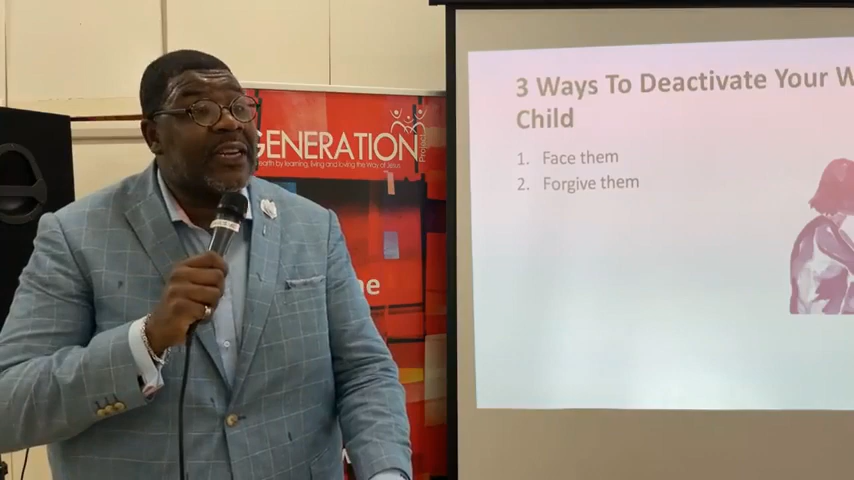 GENERATION
Project
earth by learning, living and loving the Way of Jesus
3 Ways To Deactivate Your W
Child
1. Face them
2. Forgive them